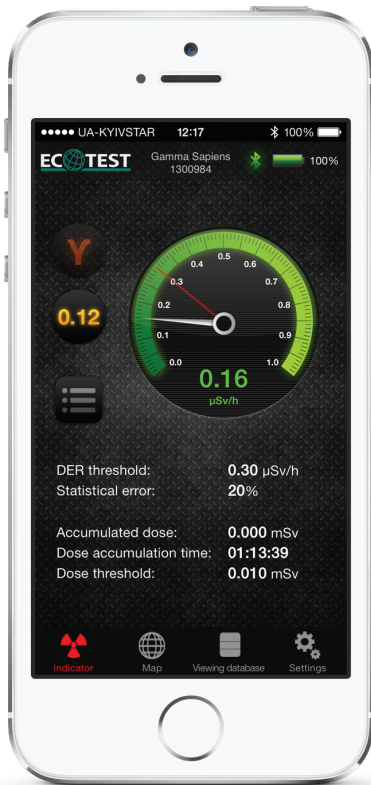 UA-KYIVSTAR 12:17 100%
ECOTEST Gamma Sapiens 100%
1300984
ϒ
0.12
0.0
0.1
0.2
0.3
0.4
0.5
0.6
0.7
0.8
0.9
1.0
0.16
µSv/h
DER threshold: 0.30 µSv/h
Statistical error: 20%
Accumulated dose: 0.000 mSv
Dose accumulation time: 01:13:39
Dose threshold: 0.010 mSv
Indicator Map Viewing database Settings